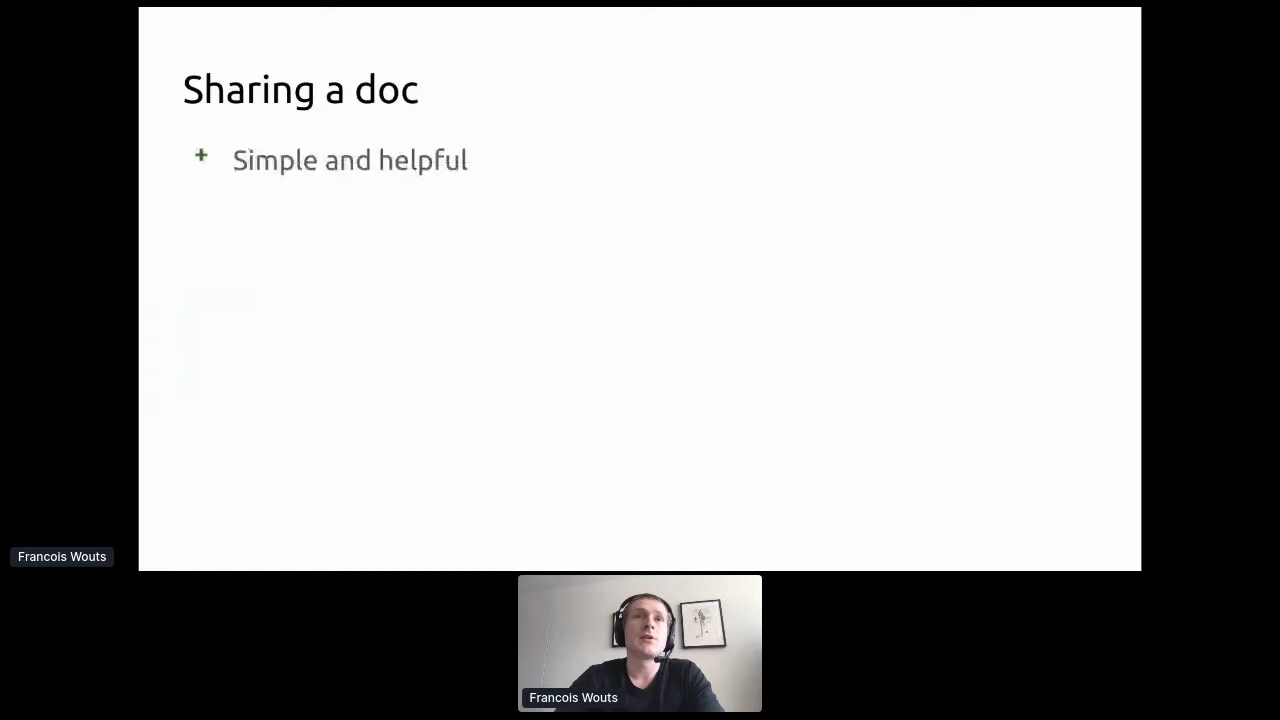 Sharing a doc
+ Simple and helpful
Francois Wouts
Francois Wouts